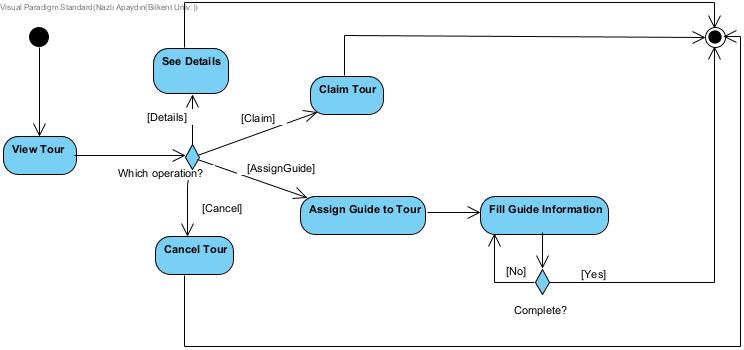 Visual Paradigm Standard(Nazlı Apaydın(Bilkent Univ.))
See Details
Claim Tour
[Details]
[Claim]
View Tour
Which operation?
[AssignGuide]
[Cancel]
Assign Guide to Tour
Fill Guide Information
Cancel Tour
[No]
[Yes]
Complete?